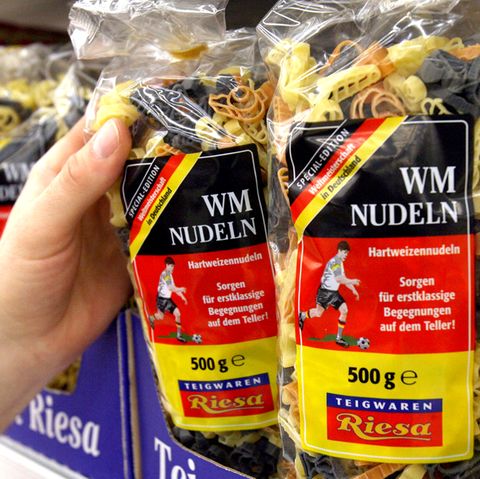 SPECIAL-EDITION
Weltmeisterschaft
in Deutschland
WM
NUDELN
Hartweizennudeln
Sorgen
für erstklassige
Begegnungen
auf dem Teller!
500 g e
TEIGWAREN
Riesa
SPECIAL-EDITION
Weltmeisterschaft
in Deutschland
WM
NUDELN
Hartweizennudeln
Sorgen
für erstklassige
Begegnungen
auf dem Teller!
500 g e
TEIGWAREN
Riesa
NUDELN
Riesa